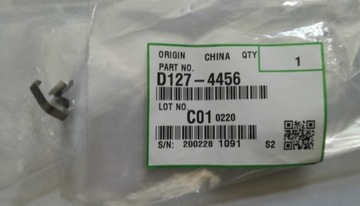 ORIGIN CHINA QTY
PART NO. 1
D127-4456
LOT NO.
C01 0220
S/N: 200228 1091 S2